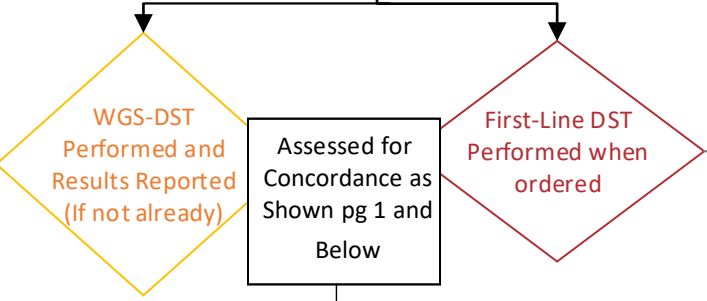 WGS-DST
Performed and
Results Reported
(If not already)
Assessed for
Concordance as
Shown pg 1 and
Below
First-Line DST
Performed when
ordered